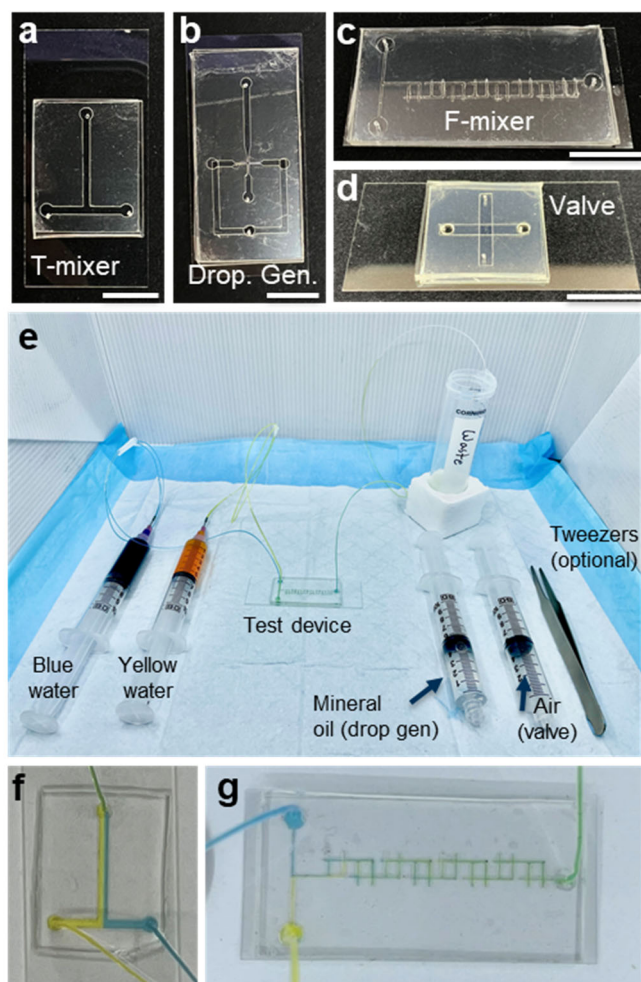 a
b
c
T-mixer
Drop. Gen.
F-mixer
d
Valve
e
Waste
Tweezers
(optional)
Test device
Blue
water
Yellow
water
Mineral
oil (drop gen)
Air
(valve)
f
g